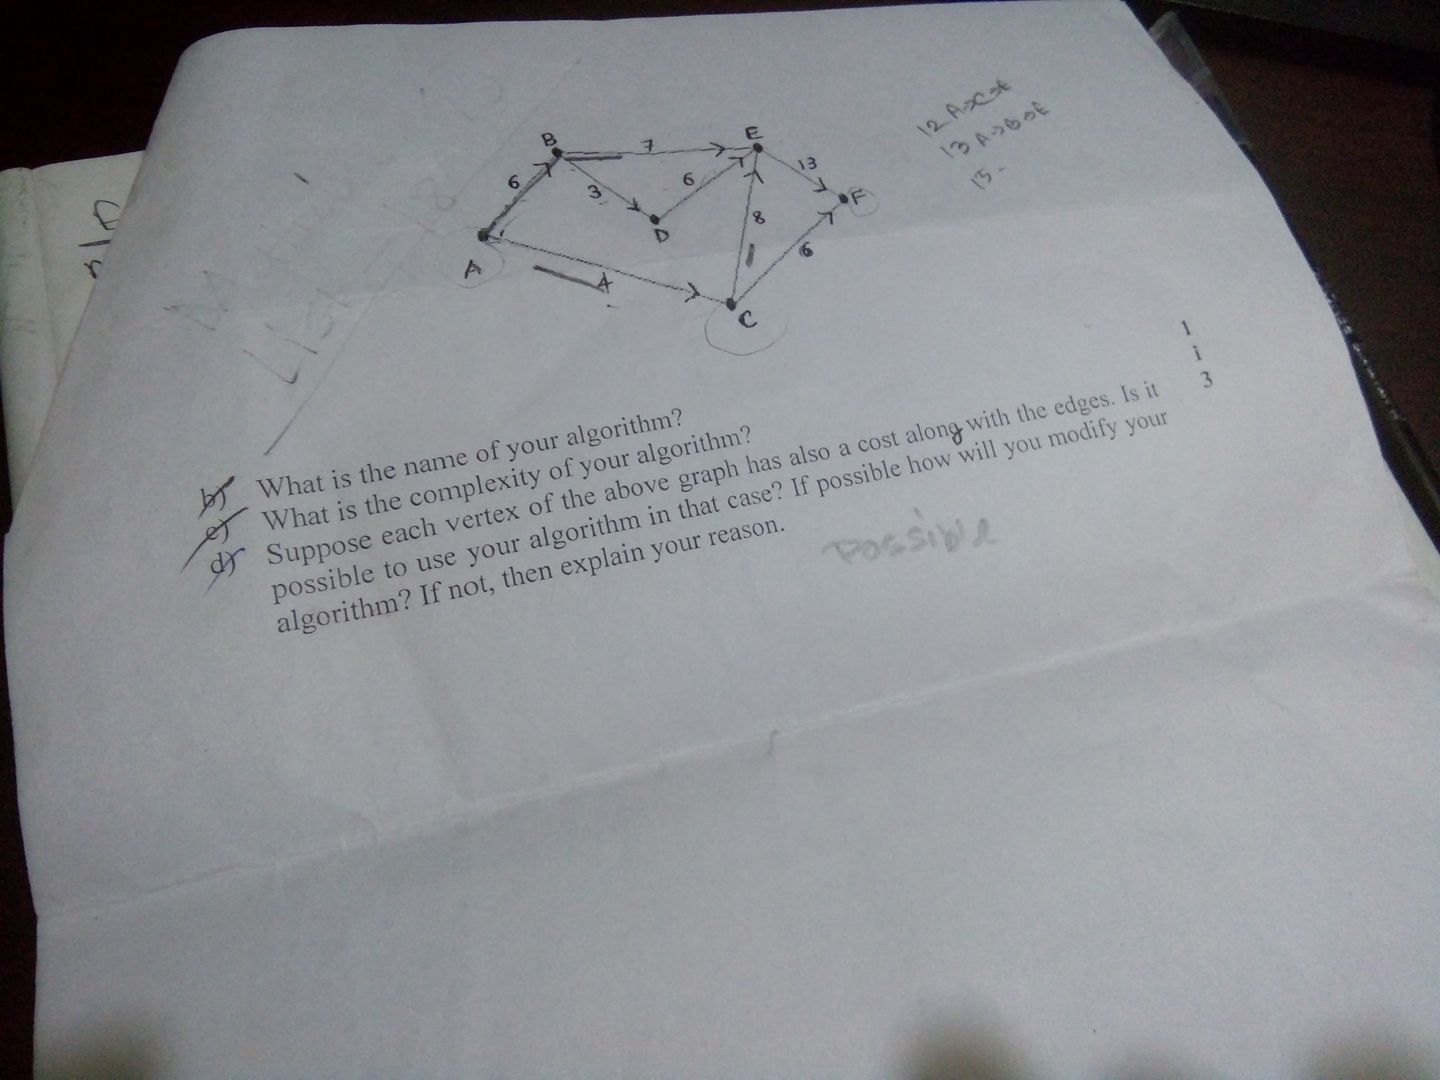 B
7
E
13
12 A→C→E
13 A→B→E
15.
6
3
6
F
D
8
6
A
4
C
1
1
3
b) What is the name of your algorithm?
c) What is the complexity of your algorithm?
d) Suppose each vertex of the above graph has also a cost along with the edges. Is it
possible to use your algorithm in that case? If possible how will you modify your
algorithm? If not, then explain your reason.
Possible